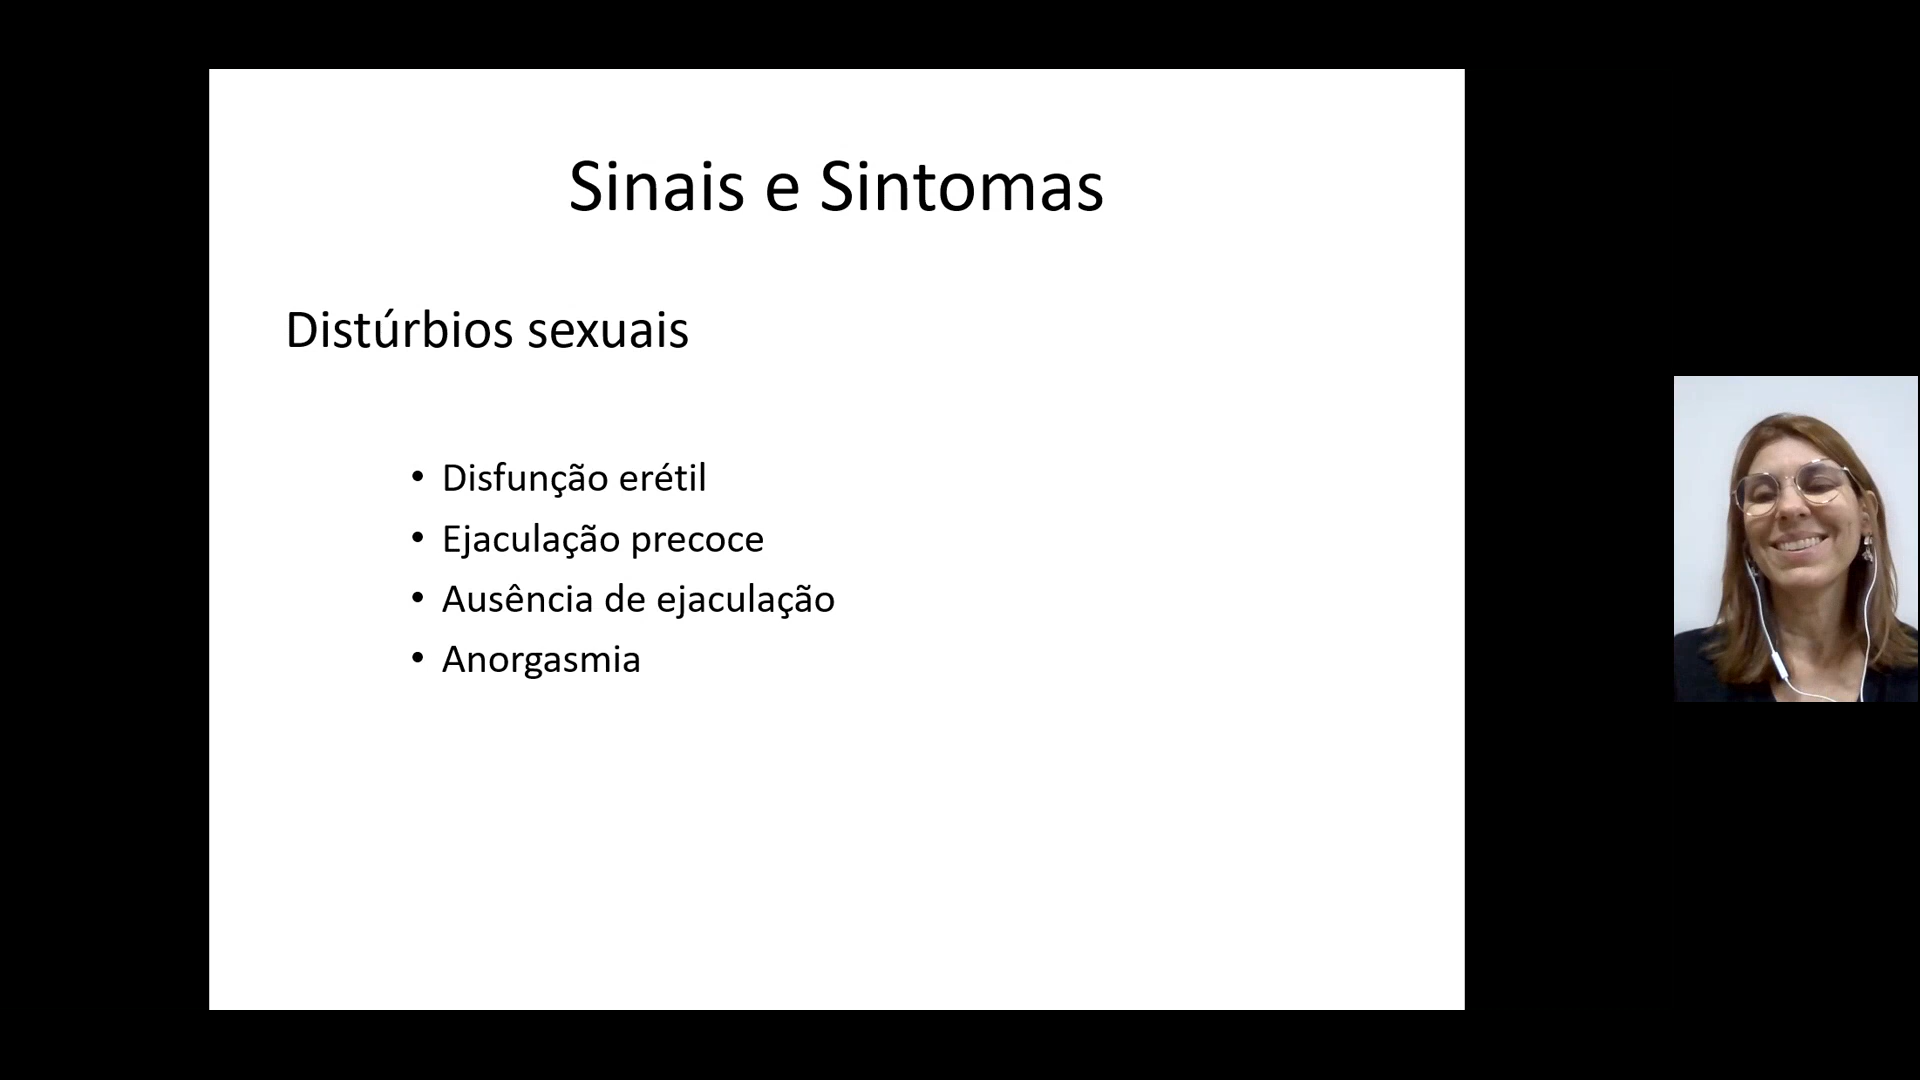 Sinais e Sintomas
Distúrbios sexuais
• Disfunção erétil
• Ejaculação precoce
• Ausência de ejaculação
• Anorgasmia